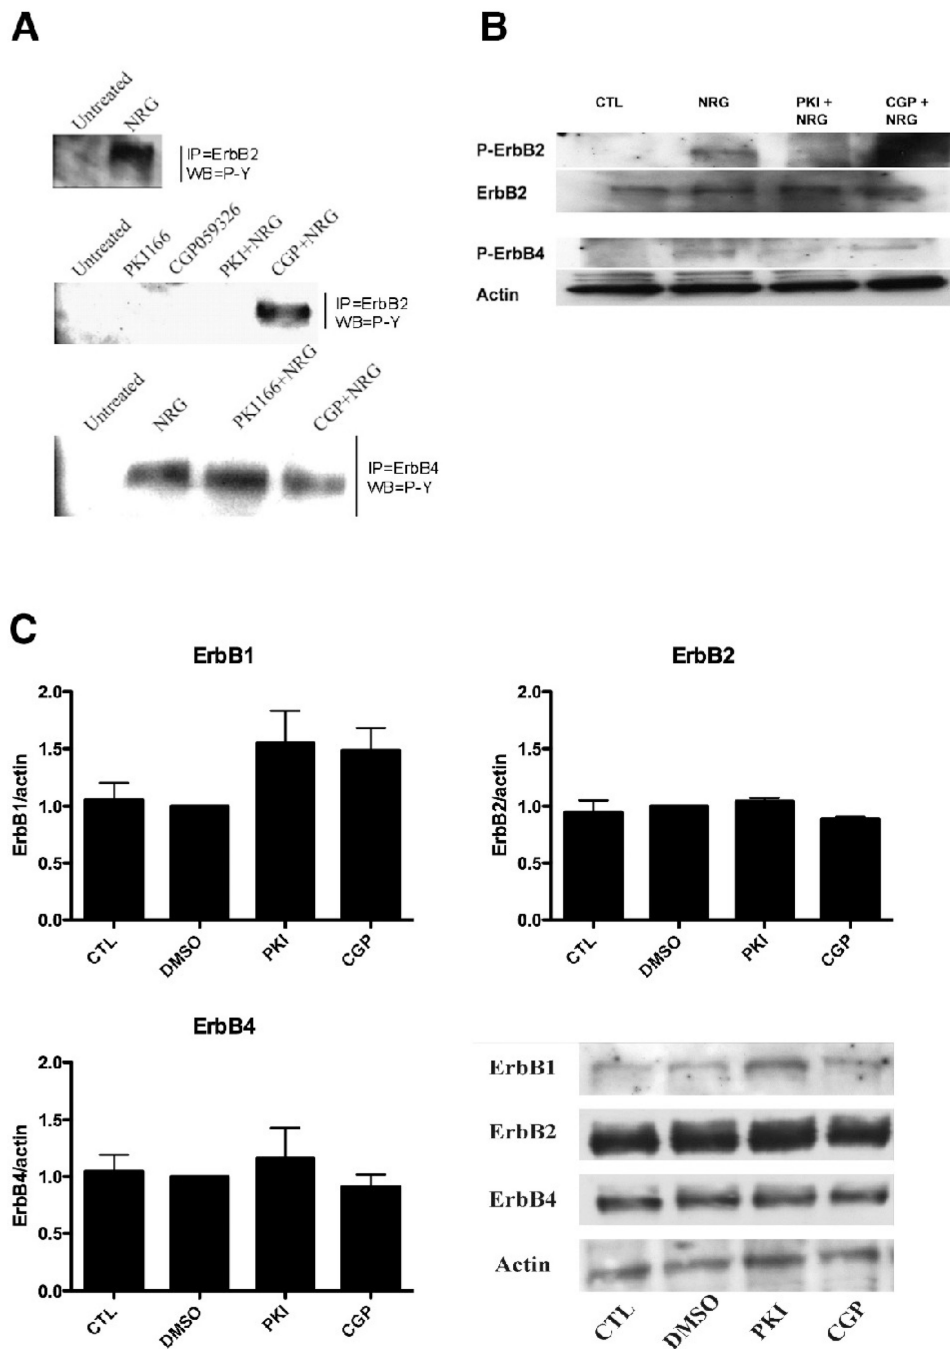 A
Untreated
NRG
IP=ErbB2
WB=P-Y
Untreated
PK1166
CGP059326
PKI+NRG
CGP+NRG
IP=ErbB2
WB=P-Y
Untreated
NRG
PK1166+NRG
CGP+NRG
IP=ErbB4
WB=P-Y
B
CTL NRG PKI + NRG CGP + NRG
P-ErbB2
ErbB2
P-ErbB4
Actin
C
ErbB1
ErbB1/actin
2.0
1.5
1.0
0.5
0.0
CTL DMSO PKI CGP
ErbB2
ErbB2/actin
2.0
1.5
1.0
0.5
0.0
CTL DMSO PKI CGP
ErbB4
ErbB4/actin
2.0
1.5
1.0
0.5
0.0
CTL DMSO PKI CGP
ErbB1
ErbB2
ErbB4
Actin
CTL DMSO PKI CGP